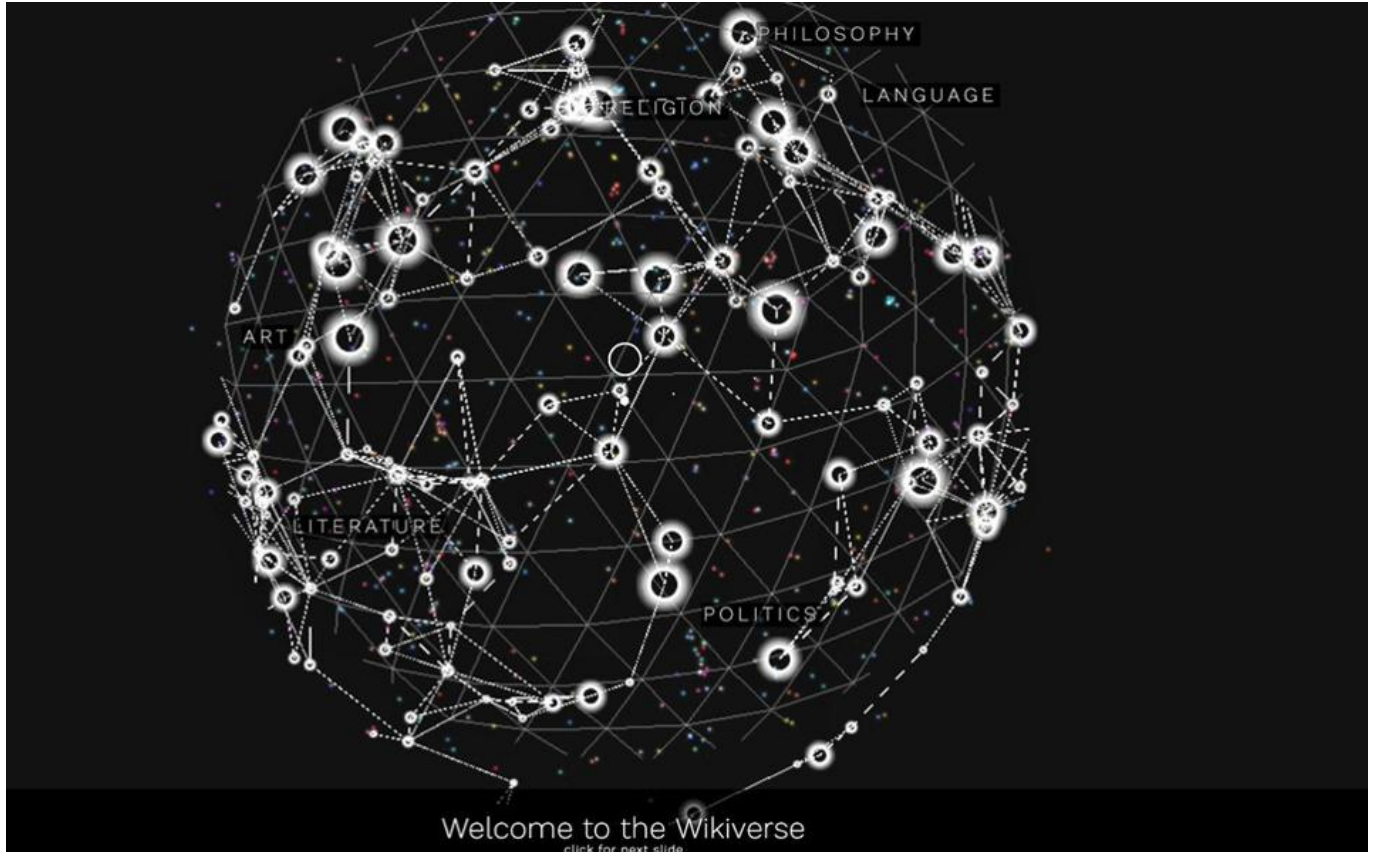 PHILOSOPHY
LANGUAGE
RELIGION
ART
LITERATURE
POLITICS
Welcome to the Wikiverse
click for next slide